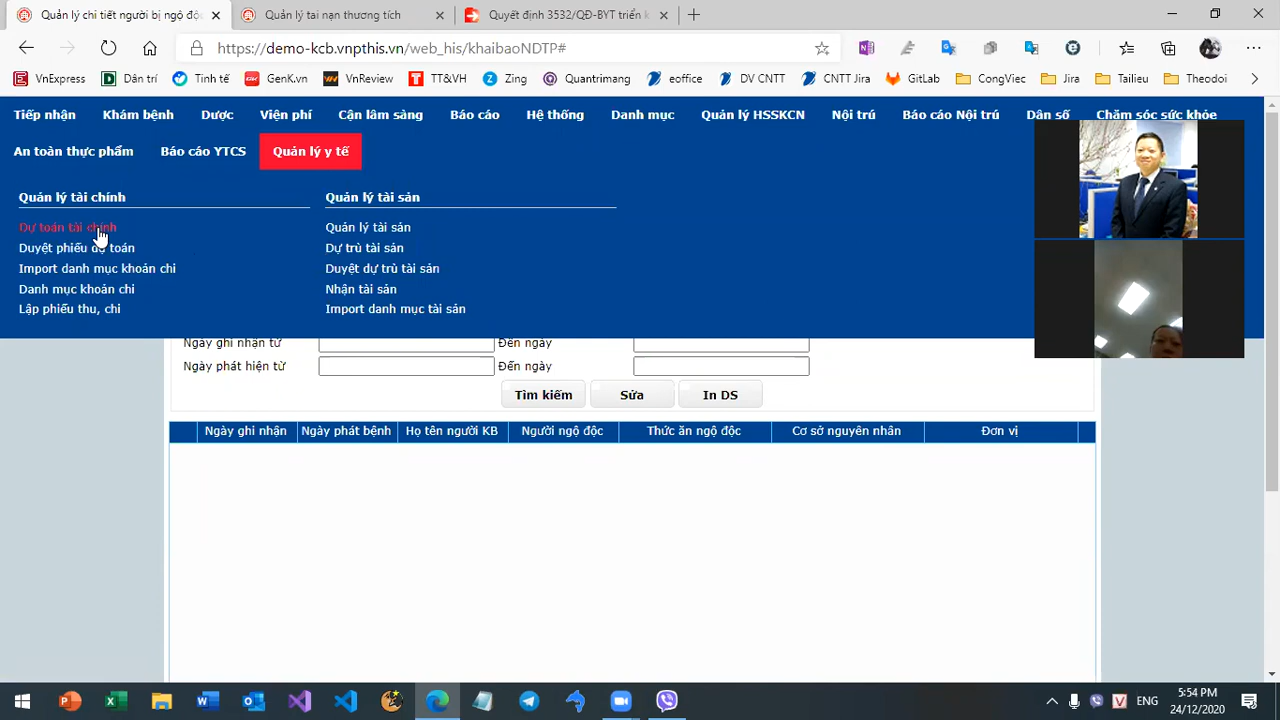 Quản lý chi tiết người bị ngộ độc
Quản lý tai nạn thương tích
Quyết định 3532/QĐ-BYT triển k
https://demo-kcb.vnpthis.vn/web_his/khaibaoNDTP#
VnExpress Dân trí Tinh tế GenK.vn VnReview TT&VH Zing Quantrimang eoffice DV CNTT CNTT Jira GitLab CongViec Jira Tailieu Theodoi
Tiếp nhận Khám bệnh Dược Viện phí Cận lâm sàng Báo cáo Hệ thống Danh mục Quản lý HSSKCN Nội trú Báo cáo Nội trú Dân số Chăm sóc sức khỏe
An toàn thực phẩm Báo cáo YTCS Quản lý y tế
Quản lý tài chính Quản lý tài sản
Dự toán tài chính Quản lý tài sản
Duyệt phiếu dự toán Dự trù tài sản
Import danh mục khoản chi Duyệt dự trù tài sản
Danh mục khoản chi Nhận tài sản
Lập phiếu thu, chi Import danh mục tài sản
Ngày ghi nhận từ Đến ngày
Ngày phát hiện từ Đến ngày
Tìm kiếm Sửa In DS
Ngày ghi nhận Ngày phát bệnh Họ tên người KB Người ngộ độc Thức ăn ngộ độc Cơ sở nguyên nhân Đơn vị
ENG
5:54 PM
24/12/2020